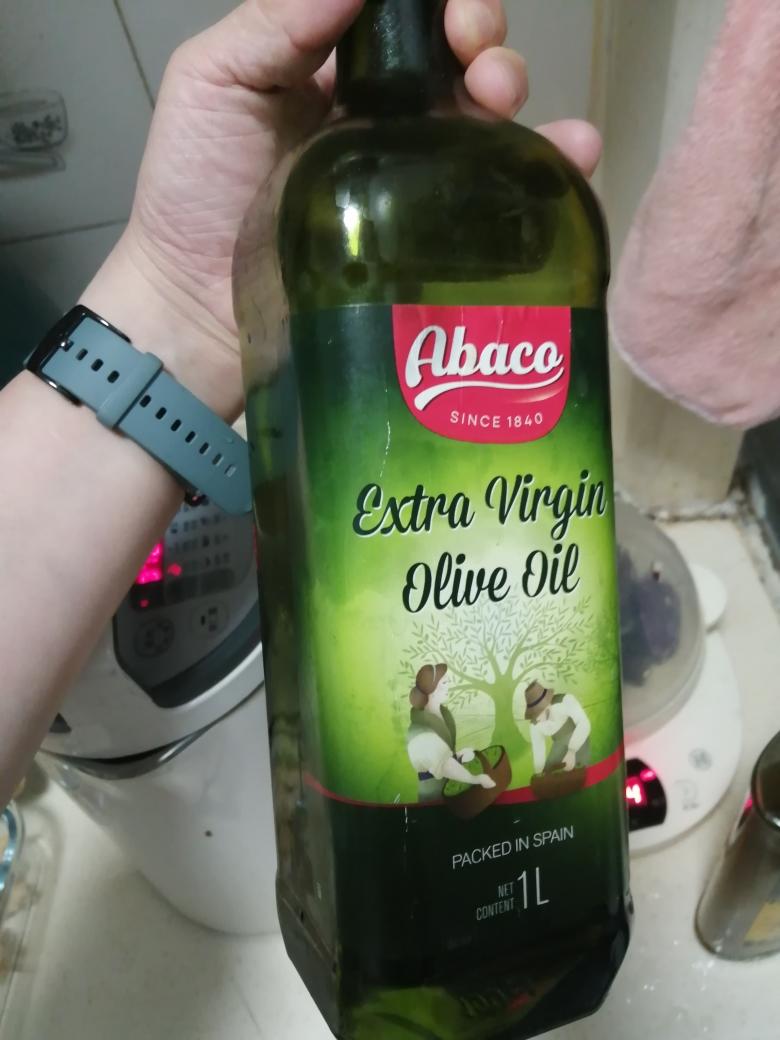 Abaco
SINCE 1840
Extra Virgin
Olive Oil
PACKED IN SPAIN
NET
CONTENT 1L